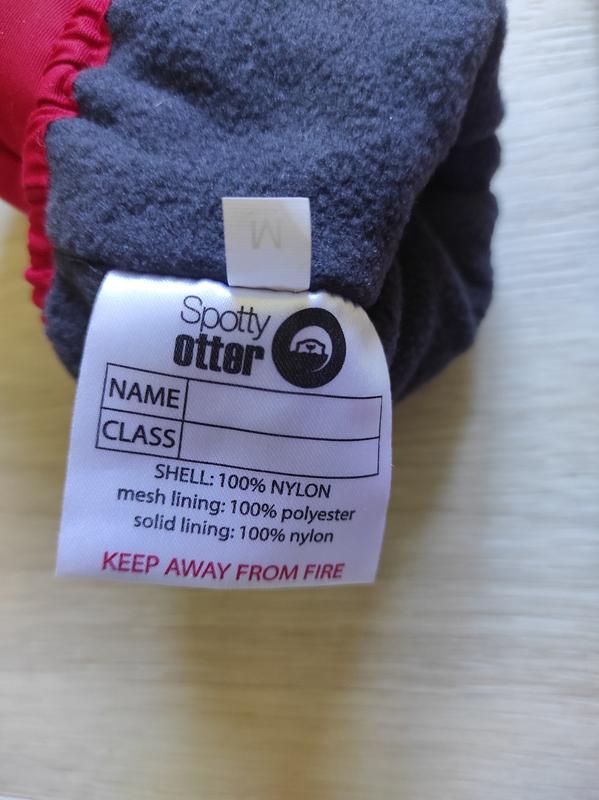 M
Spotty
otter
NAME
CLASS
SHELL: 100% NYLON
mesh lining: 100% polyester
solid lining: 100% nylon
KEEP AWAY FROM FIRE